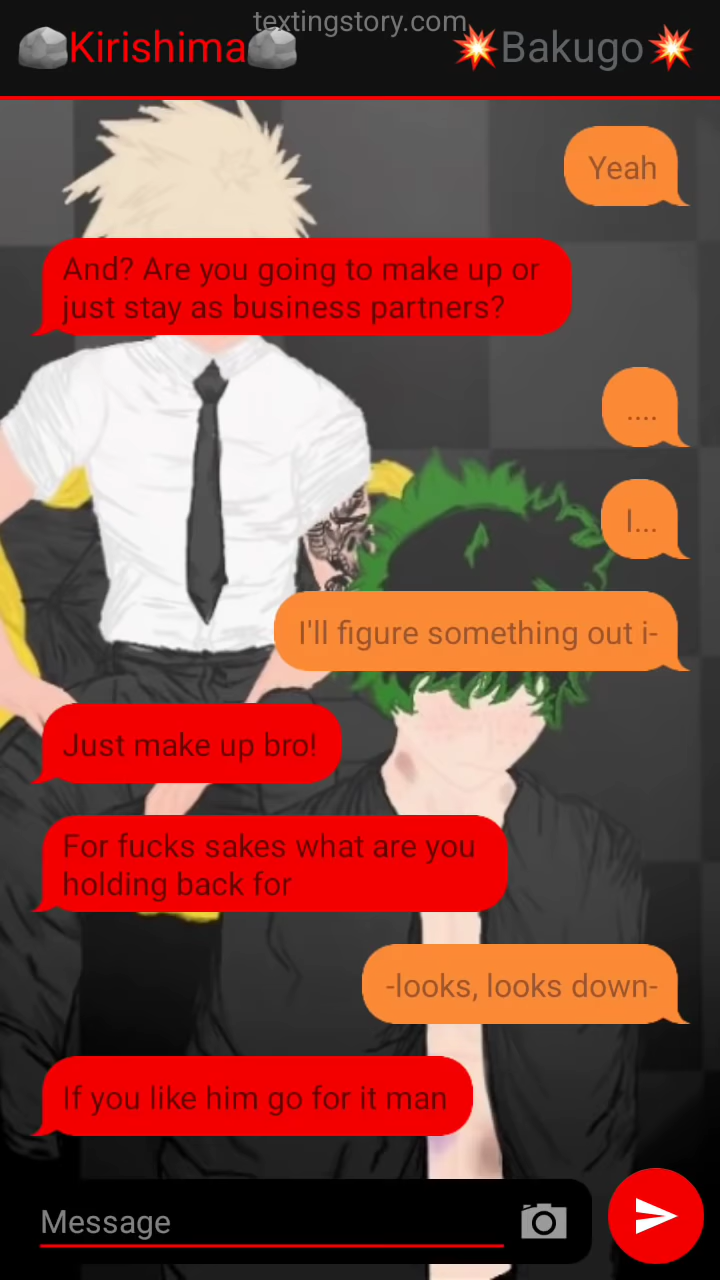 textingstory.com
🪨Kirishima🪨 💥Bakugo💥
Yeah
And? Are you going to make up or
just stay as business partners?
....
I...
I'll figure something out i-
Just make up bro!
For fucks sakes what are you
holding back for
-looks, looks down-
If you like him go for it man
Message